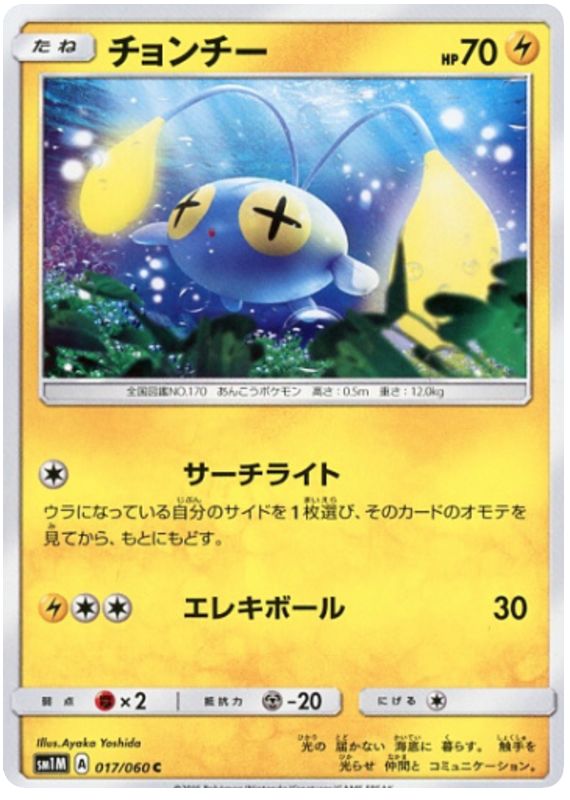 たね チョンチー HP70
全国図鑑NO.170 あんこうポケモン 高さ:0.5m 重さ:12.0kg
サーチライト
ウラになっている自分のサイドを1枚選び、そのカードのオモテを
見てから、もとにもどす。
エレキボール 30
弱点 ×2 抵抗力 -20 にげる
Illus.Ayaka Yoshida
SM1M A 017/060 C
光の 届かない 海底に 暮らす。 触手を
光らせ 仲間と コミュニケーション。